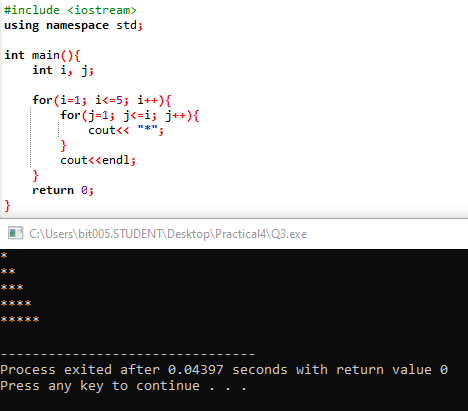 #include <iostream>
using namespace std;
int main(){
int i, j;
for(i=1; i<=5; i++){
for(j=1; j<=i; j++){
cout<< "*";
}
cout<<endl;
}
return 0;
}
C:\Users\bit005.STUDENT\Desktop\Practical4\Q3.exe
*
**
***
****
*****
--------------------------------
Process exited after 0.04397 seconds with return value 0
Press any key to continue . . .